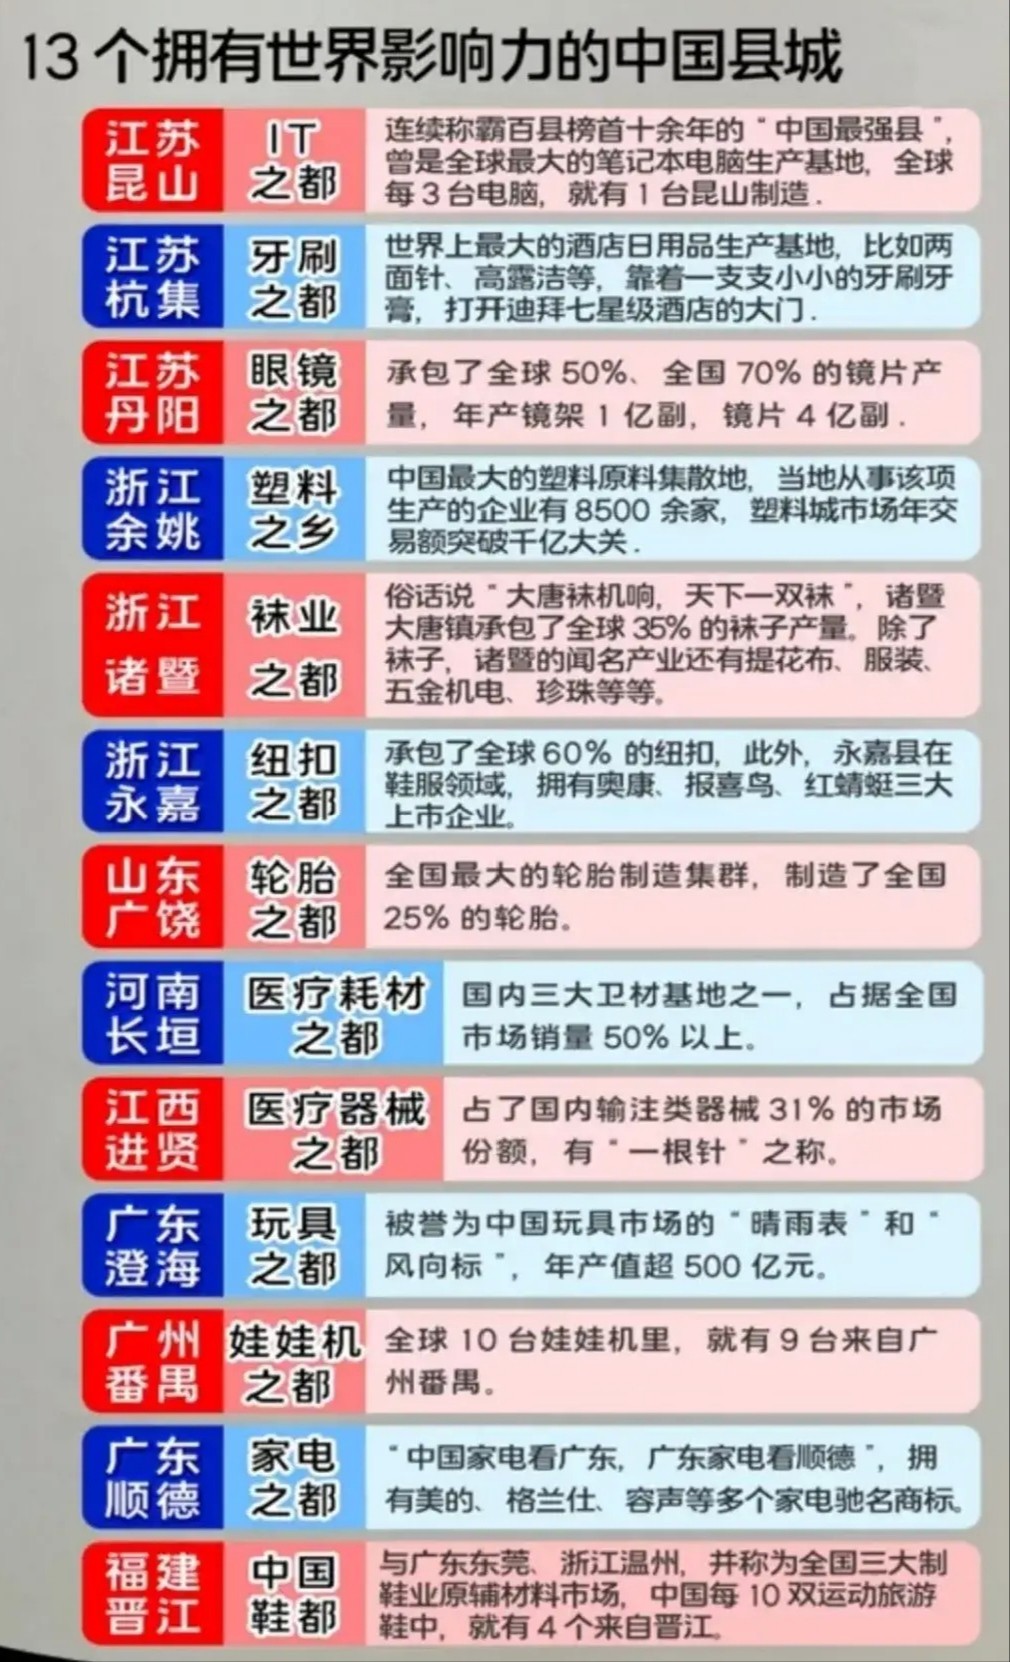 13个拥有世界影响力的中国县城
江苏
昆山
IT
之都
连续称霸百县榜首十余年的“中国最强县”,
曾是全球最大的笔记本电脑生产基地，全球
每3台电脑，就有1台昆山制造.
江苏
杭集
牙刷
之都
世界上最大的酒店日用品生产基地，比如两
面针、高露洁等，靠着一支支小小的牙刷牙
膏，打开迪拜七星级酒店的大门.
江苏
丹阳
眼镜
之都
承包了全球50%、全国70%的镜片产
量，年产镜架1亿副，镜片4亿副.
浙江
余姚
塑料
之乡
中国最大的塑料原料集散地，当地从事该项
生产的企业有8500余家，塑料城市场年交
易额突破千亿大关.
浙江
诸暨
袜业
之都
俗话说“大唐袜机响，天下一双袜”，诸暨
大唐镇承包了全球35%的袜子产量。除了
袜子，诸暨的闻名产业还有提花布、服装、
五金机电、珍珠等等。
浙江
永嘉
纽扣
之都
承包了全球60%的纽扣，此外，永嘉县在
鞋服领域，拥有奥康、报喜鸟、红蜻蜓三大
上市企业。
山东
广饶
轮胎
之都
全国最大的轮胎制造集群，制造了全国
25%的轮胎。
河南
长垣
医疗耗材
之都
国内三大卫材基地之一，占据全国
市场销量50%以上。
江西
进贤
医疗器械
之都
占了国内输注类器械31%的市场
份额，有“一根针”之称。
广东
澄海
玩具
之都
被誉为中国玩具市场的“晴雨表”和“
风向标”，年产值超500亿元。
广州
番禺
娃娃机
之都
全球10台娃娃机里，就有9台来自广
州番禺。
广东
顺德
家电
之都
“中国家电看广东，广东家电看顺德”，拥
有美的、格兰仕、容声等多个家电驰名商标。
福建
晋江
中国
鞋都
与广东东莞、浙江温州，并称为全国三大制
鞋业原辅材料市场，中国每10双运动旅游
鞋中，就有4个来自晋江。